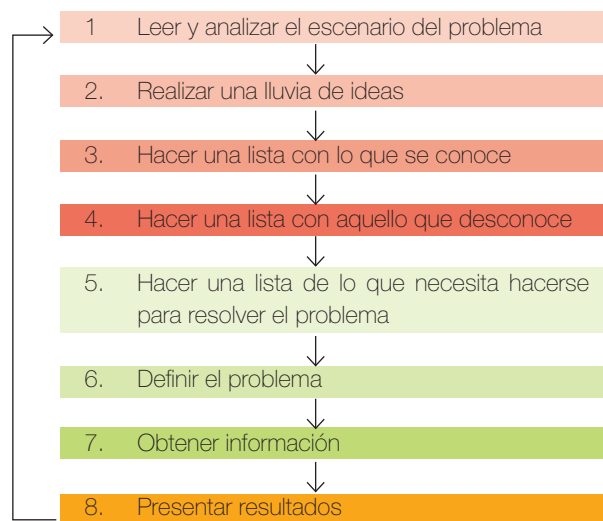 1 Leer y analizar el escenario del problema
2. Realizar una lluvia de ideas
3. Hacer una lista con lo que se conoce
4. Hacer una lista con aquello que desconoce
5. Hacer una lista de lo que necesita hacerse
para resolver el problema
6. Definir el problema
7. Obtener información
8. Presentar resultados